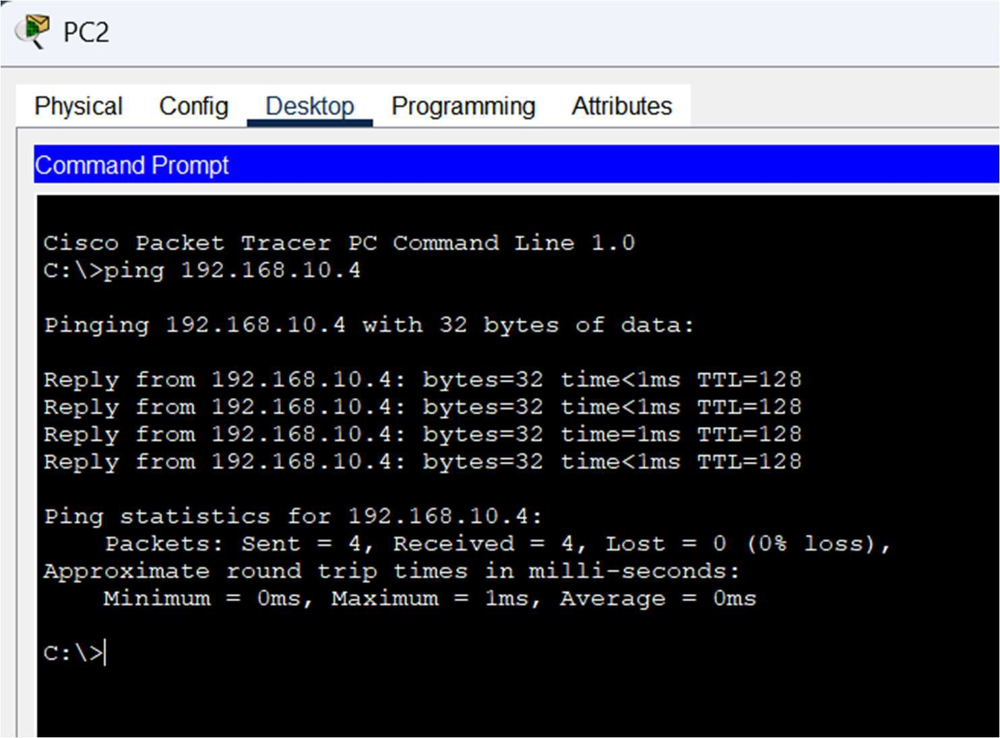 PC2
Physical Config Desktop Programming Attributes
Command Prompt
Cisco Packet Tracer PC Command Line 1.0
C:\>ping 192.168.10.4
Pinging 192.168.10.4 with 32 bytes of data:
Reply from 192.168.10.4: bytes=32 time<1ms TTL=128
Reply from 192.168.10.4: bytes=32 time<1ms TTL=128
Reply from 192.168.10.4: bytes=32 time=1ms TTL=128
Reply from 192.168.10.4: bytes=32 time<1ms TTL=128
Ping statistics for 192.168.10.4:
Packets: Sent = 4, Received = 4, Lost = 0 (0% loss),
Approximate round trip times in milli-seconds:
Minimum = 0ms, Maximum = 1ms, Average = 0ms
C:\>